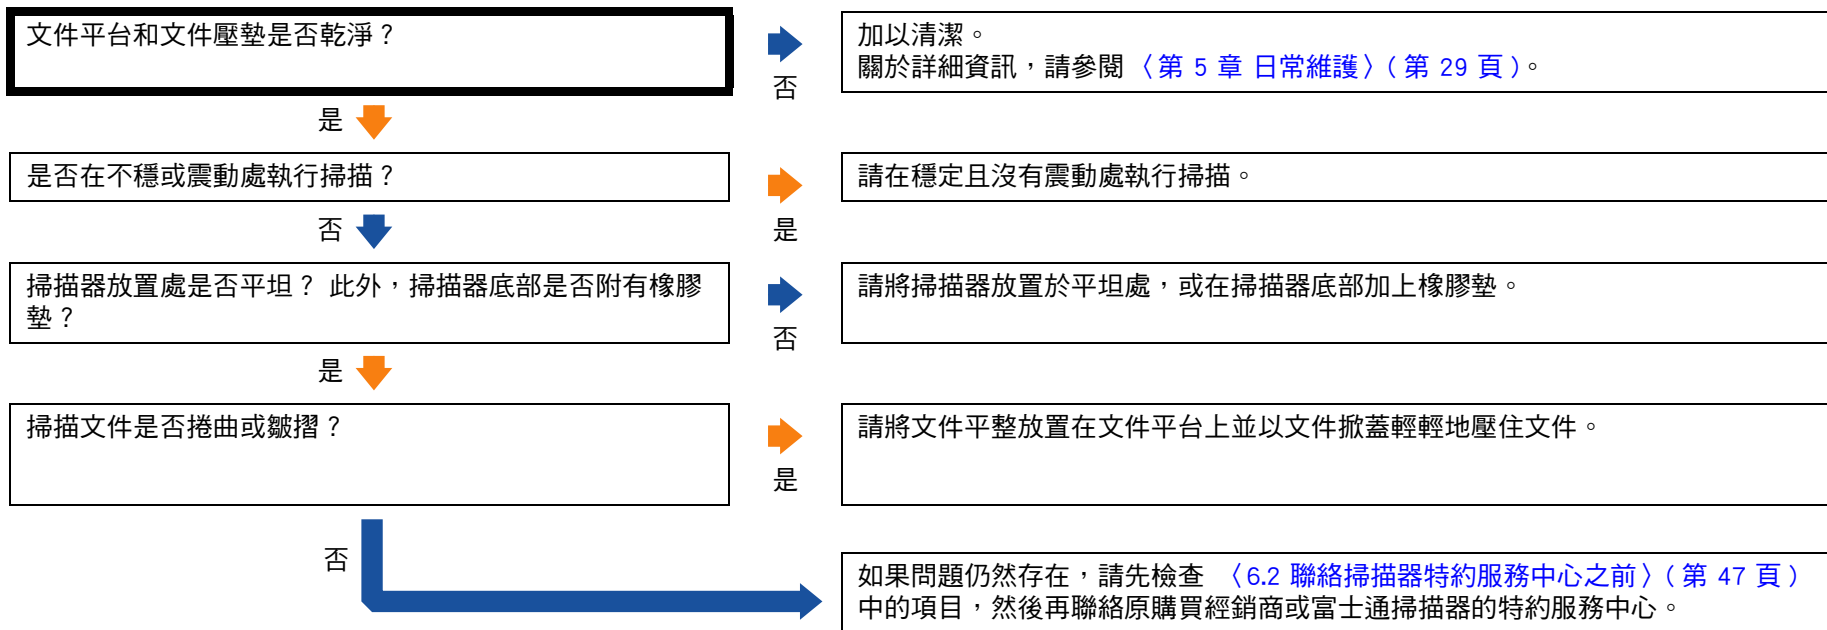 文件平台和文件壓墊是否乾淨？
否
加以清潔。
關於詳細資訊，請參閱〈第 5 章 日常維護〉( 第 29 頁 )。
是
是否在不穩或震動處執行掃描？
是
請在穩定且沒有震動處執行掃描。
否
掃描器放置處是否平坦？ 此外，掃描器底部是否附有橡膠
墊？
否
請將掃描器放置於平坦處，或在掃描器底部加上橡膠墊。
是
掃描文件是否捲曲或皺摺？
是
請將文件平整放置在文件平台上並以文件掀蓋輕輕地壓住文件。
否
如果問題仍然存在，請先檢查 〈6.2 聯絡掃描器特約服務中心之前〉( 第 47 頁 )
中的項目，然後再聯絡原購買經銷商或富士通掃描器的特約服務中心。